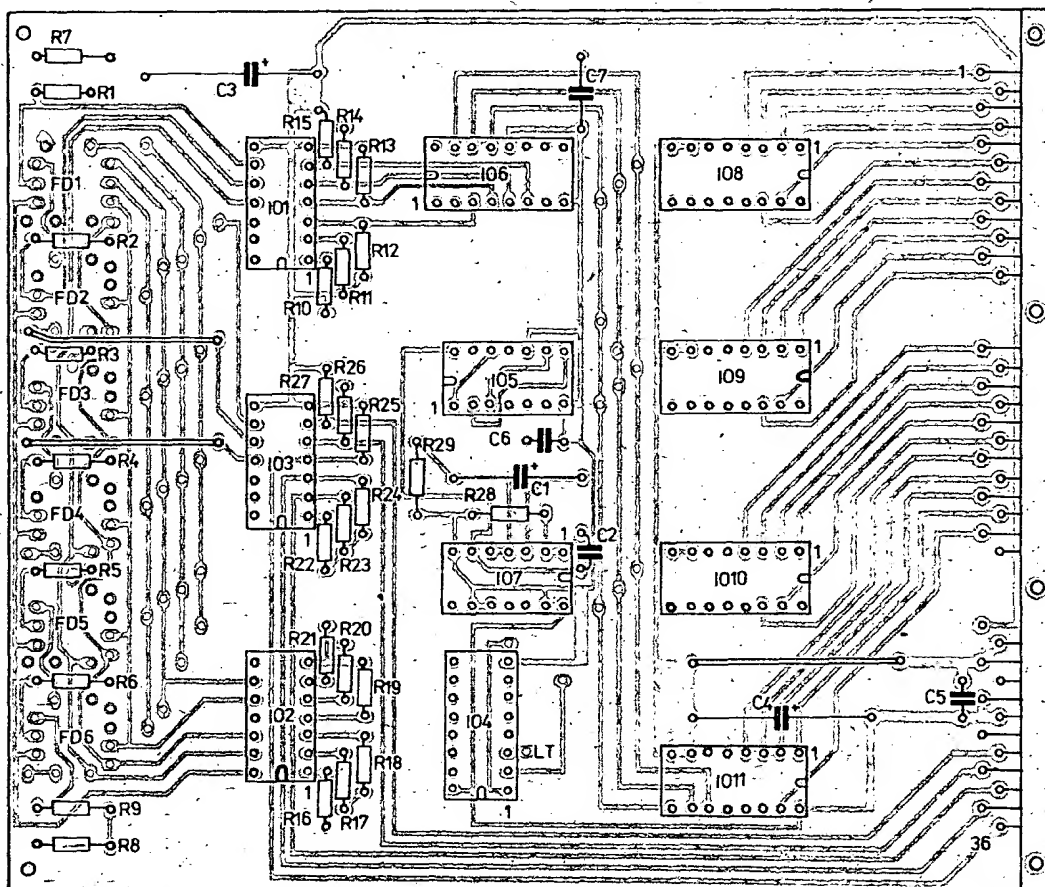 R7
R1
C3
+
C7
1
R15
R14
R13
FD1
IO1
IO6
1
IO8
1
R2
R12
1
R11
R10
FD2
R3
FD3
R27
R26
R25
IO5
1
IO9
1
R29
C6
IO3
R4
R24
R28
+
C1
1
C2
FD4
1
R22
R23
R5
IO7
IO10
1
FD5
R21
R20
R19
R6
IO2
IO4
C4
+
C5
FD6
LT
R18
1
R16
R17
1
IO11
1
R9
R8
36